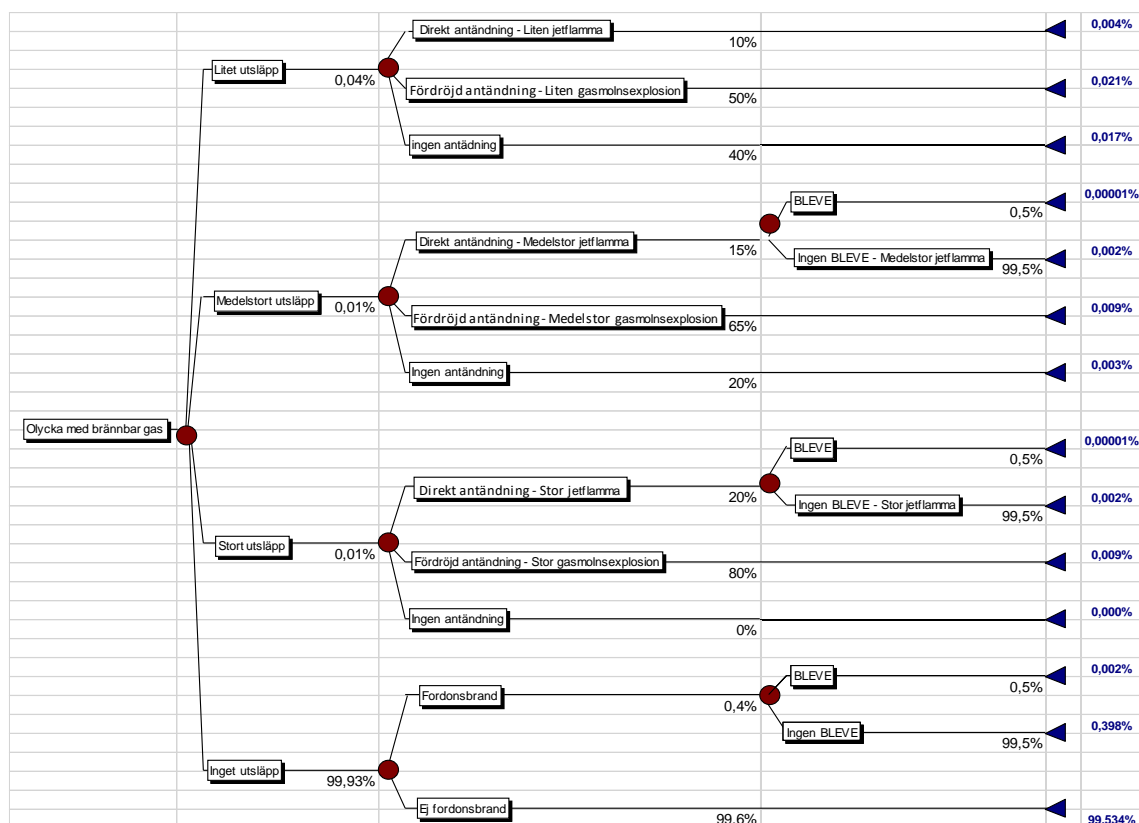 Direkt antändning - Liten jetflamma
10%
0,004%
Litet utsläpp
0,04%
Fördröjd antändning - Liten gasmolnsexplosion
50%
0,021%
ingen antädning
40%
0,017%
BLEVE
0,5%
0,00001%
Direkt antändning - Medelstor jetflamma
15%
Ingen BLEVE - Medelstor jetflamma
99,5%
0,002%
Medelstort utsläpp
0,01%
Fördröjd antändning - Medelstor gasmolnsexplosion
65%
0,009%
Ingen antändning
20%
0,003%
Olycka med brännbar gas
BLEVE
0,5%
0,00001%
Direkt antändning - Stor jetflamma
20%
Ingen BLEVE - Stor jetflamma
99,5%
0,002%
Stort utsläpp
0,01%
Fördröjd antändning - Stor gasmolnsexplosion
80%
0,009%
Ingen antändning
0%
0,000%
BLEVE
0,5%
0,002%
Fordonsbrand
0,4%
Ingen BLEVE
99,5%
0,398%
Inget utsläpp
99,93%
Ej fordonsbrand
99,6%
99,534%